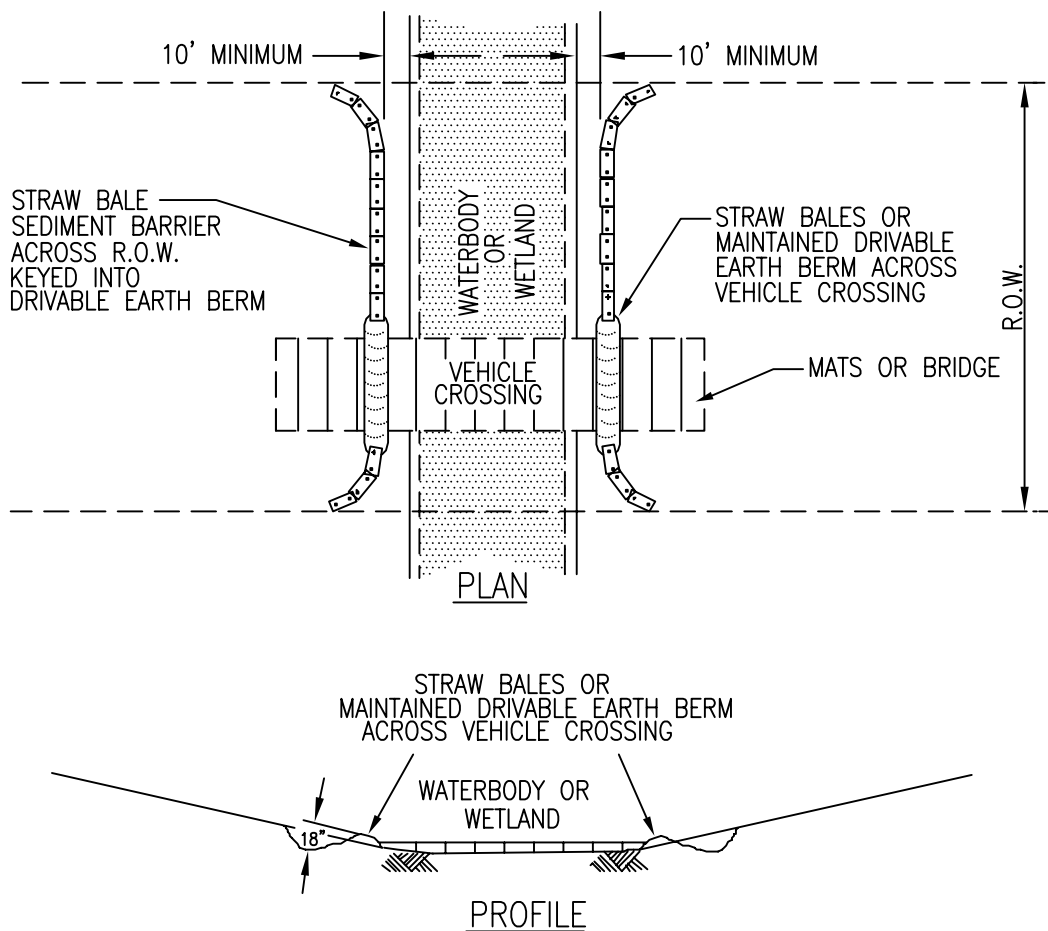 10' MINIMUM
10' MINIMUM
STRAW BALE
SEDIMENT BARRIER
ACROSS R.O.W.
KEYED INTO
DRIVABLE EARTH BERM
WATERBODY
OR
WETLAND
STRAW BALES OR
MAINTAINED DRIVABLE
EARTH BERM ACROSS
VEHICLE CROSSING
R.O.W.
VEHICLE
CROSSING
MATS OR BRIDGE
PLAN
STRAW BALES OR
MAINTAINED DRIVABLE EARTH BERM
ACROSS VEHICLE CROSSING
WATERBODY OR
WETLAND
18"
PROFILE